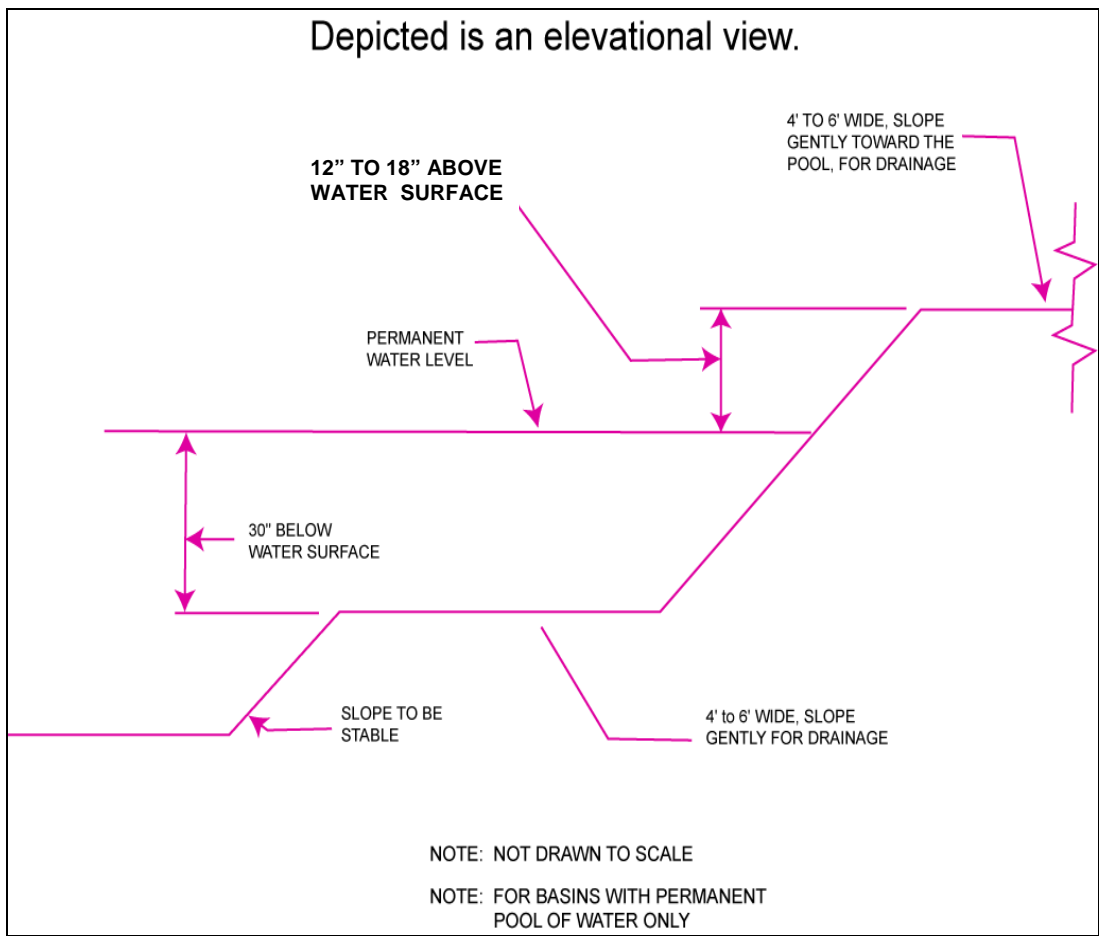 Depicted is an elevational view.
4' TO 6' WIDE, SLOPE
GENTLY TOWARD THE
POOL, FOR DRAINAGE
12” TO 18” ABOVE
WATER SURFACE
PERMANENT
WATER LEVEL
30" BELOW
WATER SURFACE
SLOPE TO BE
STABLE
4' to 6' WIDE, SLOPE
GENTLY FOR DRAINAGE
NOTE: NOT DRAWN TO SCALE
NOTE: FOR BASINS WITH PERMANENT
POOL OF WATER ONLY